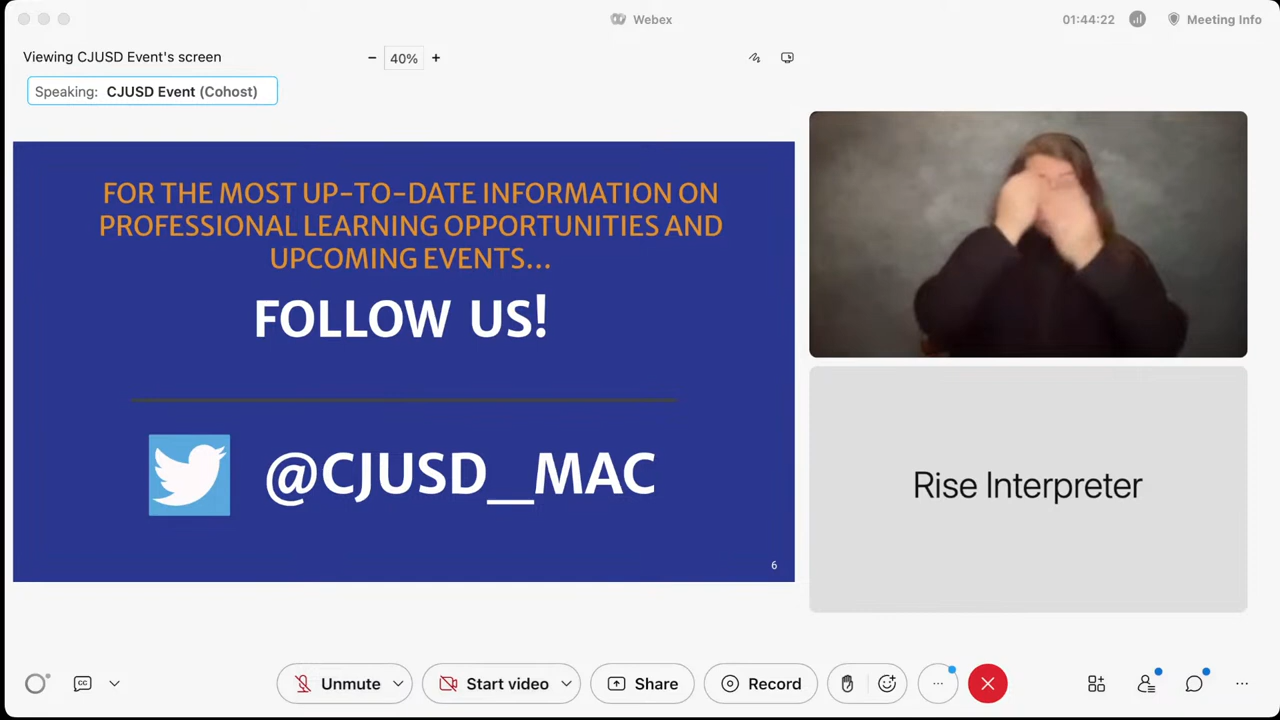 Webex
01:44:22
Meeting Info
Viewing CJUSD Event's screen
− 40% +
Speaking: CJUSD Event (Cohost)
FOR THE MOST UP-TO-DATE INFORMATION ON
PROFESSIONAL LEARNING OPPORTUNITIES AND
UPCOMING EVENTS...
FOLLOW US!
@CJUSD__MAC
6
Rise Interpreter
CC
Unmute
Start video
Share
Record